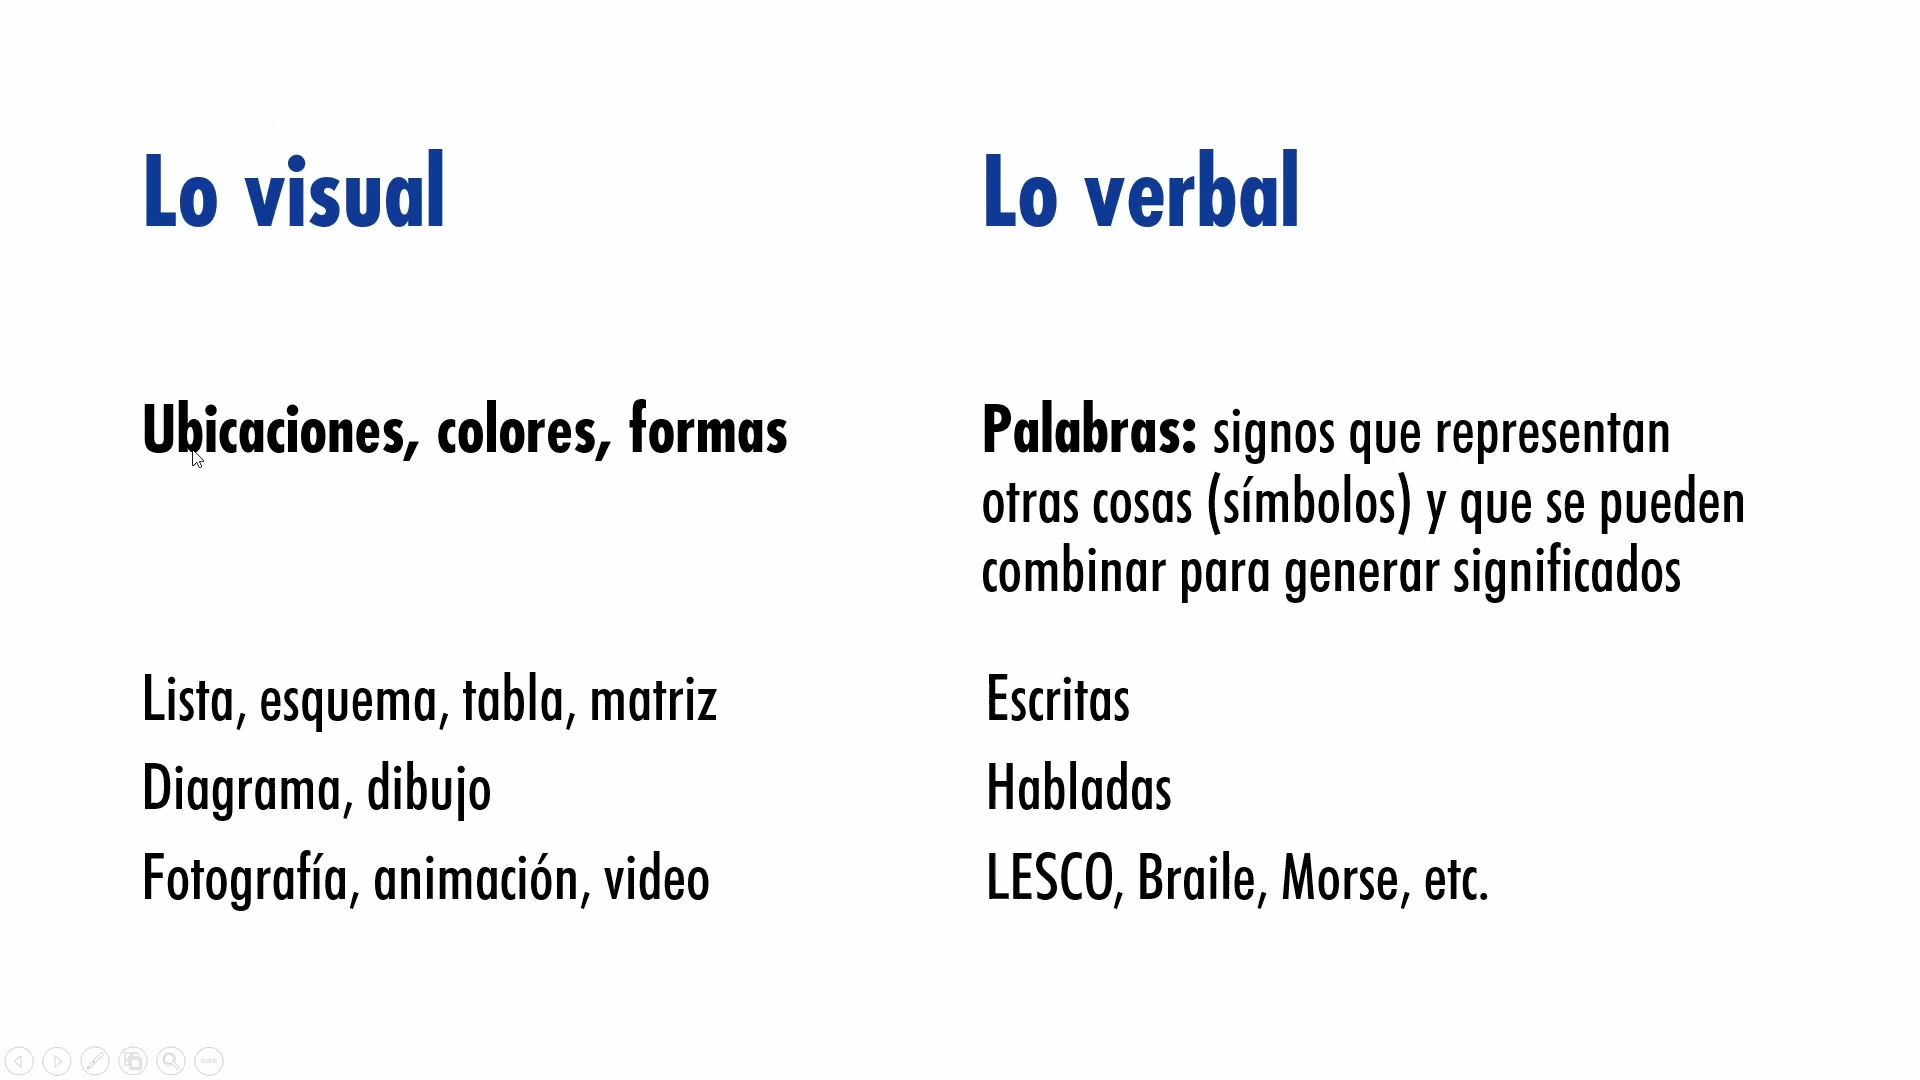 Lo visual
Ubicaciones, colores, formas
Lista, esquema, tabla, matriz
Diagrama, dibujo
Fotografía, animación, video
Lo verbal
Palabras: signos que representan
otras cosas (símbolos) y que se pueden
combinar para generar significados
Escritas
Habladas
LESCO, Braile, Morse, etc.